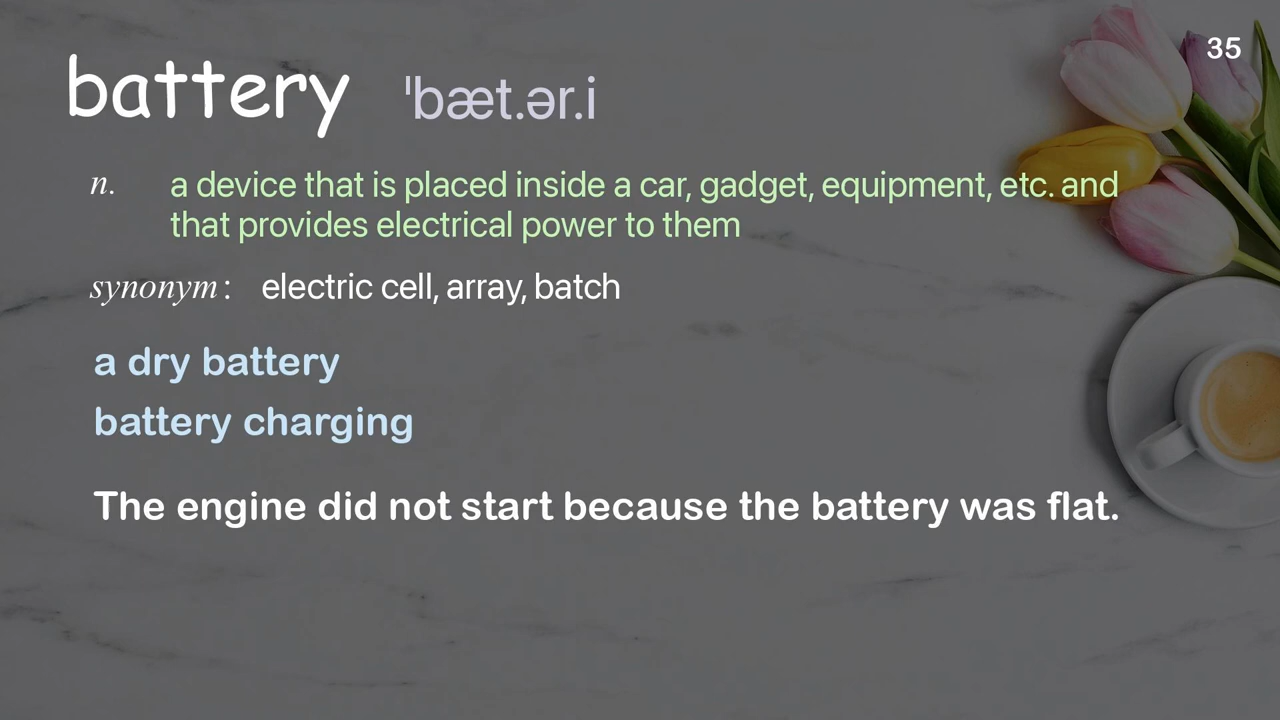 35
battery ˈbæt.ər.i
n. a device that is placed inside a car, gadget, equipment, etc. and
that provides electrical power to them
synonym: electric cell, array, batch
a dry battery
battery charging
The engine did not start because the battery was flat.